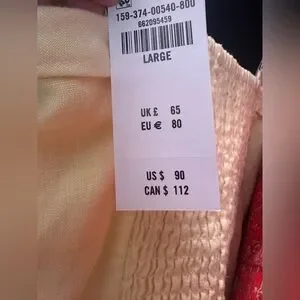 159-374-00540-800
662095459
LARGE
UK £ 65
EU € 80
US $ 90
CAN $ 112